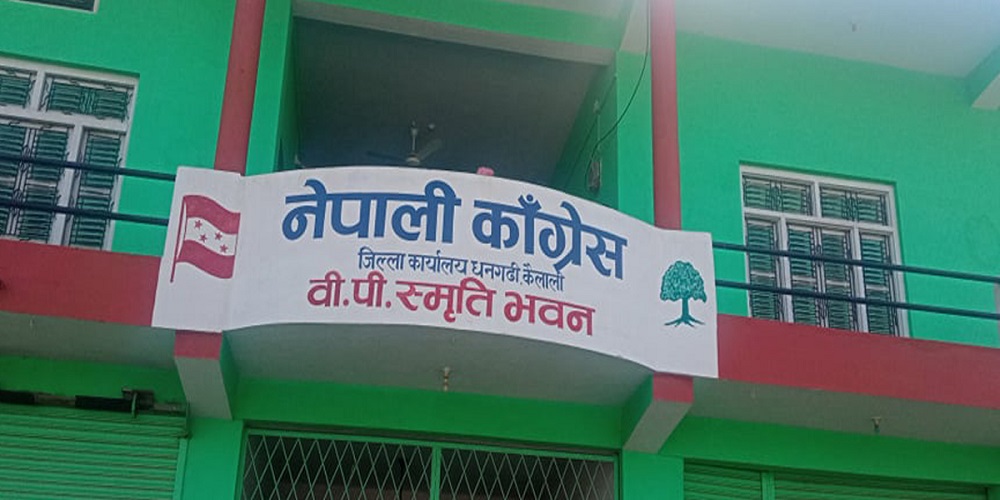 नेपाली काँग्रेस
जिल्ला कार्यालय धनगढी,कैलाली
वी.पी.स्मृति भवन